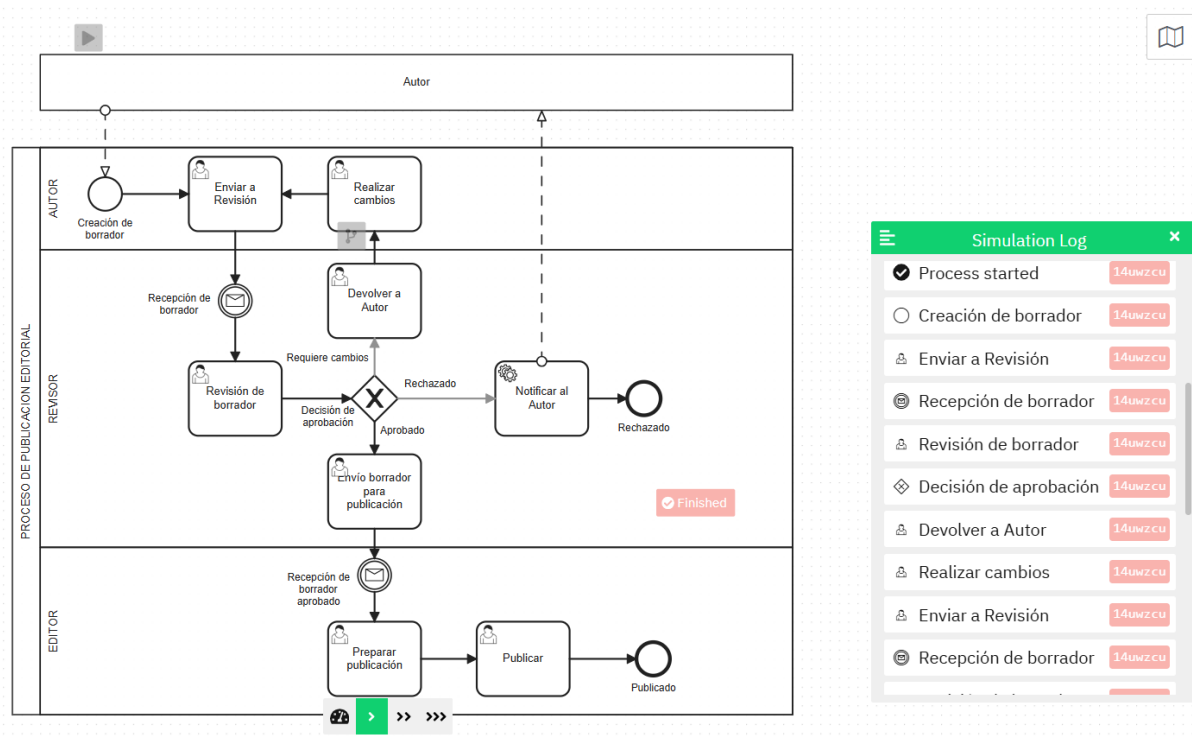 Autor
PROCESO DE PUBLICACION EDITORIAL
AUTOR
Creación de
borrador
Enviar a
Revisión
Realizar
cambios
REVISOR
Recepción de
borrador
Devolver a
Autor
Requiere cambios
Revisión de
borrador
Decisión de
aprobación
Rechazado
Aprobado
Notificar al
Autor
Rechazado
Envío borrador
para
publicación
Finished
EDITOR
Recepción de
borrador
aprobado
Preparar
publicación
Publicar
Publicado
Simulation Log
Process started 14uwzcu
Creación de borrador 14uwzcu
Enviar a Revisión 14uwzcu
Recepción de borrador 14uwzcu
Revisión de borrador 14uwzcu
Decisión de aprobación 14uwzcu
Devolver a Autor 14uwzcu
Realizar cambios 14uwzcu
Enviar a Revisión 14uwzcu
Recepción de borrador 14uwzcu